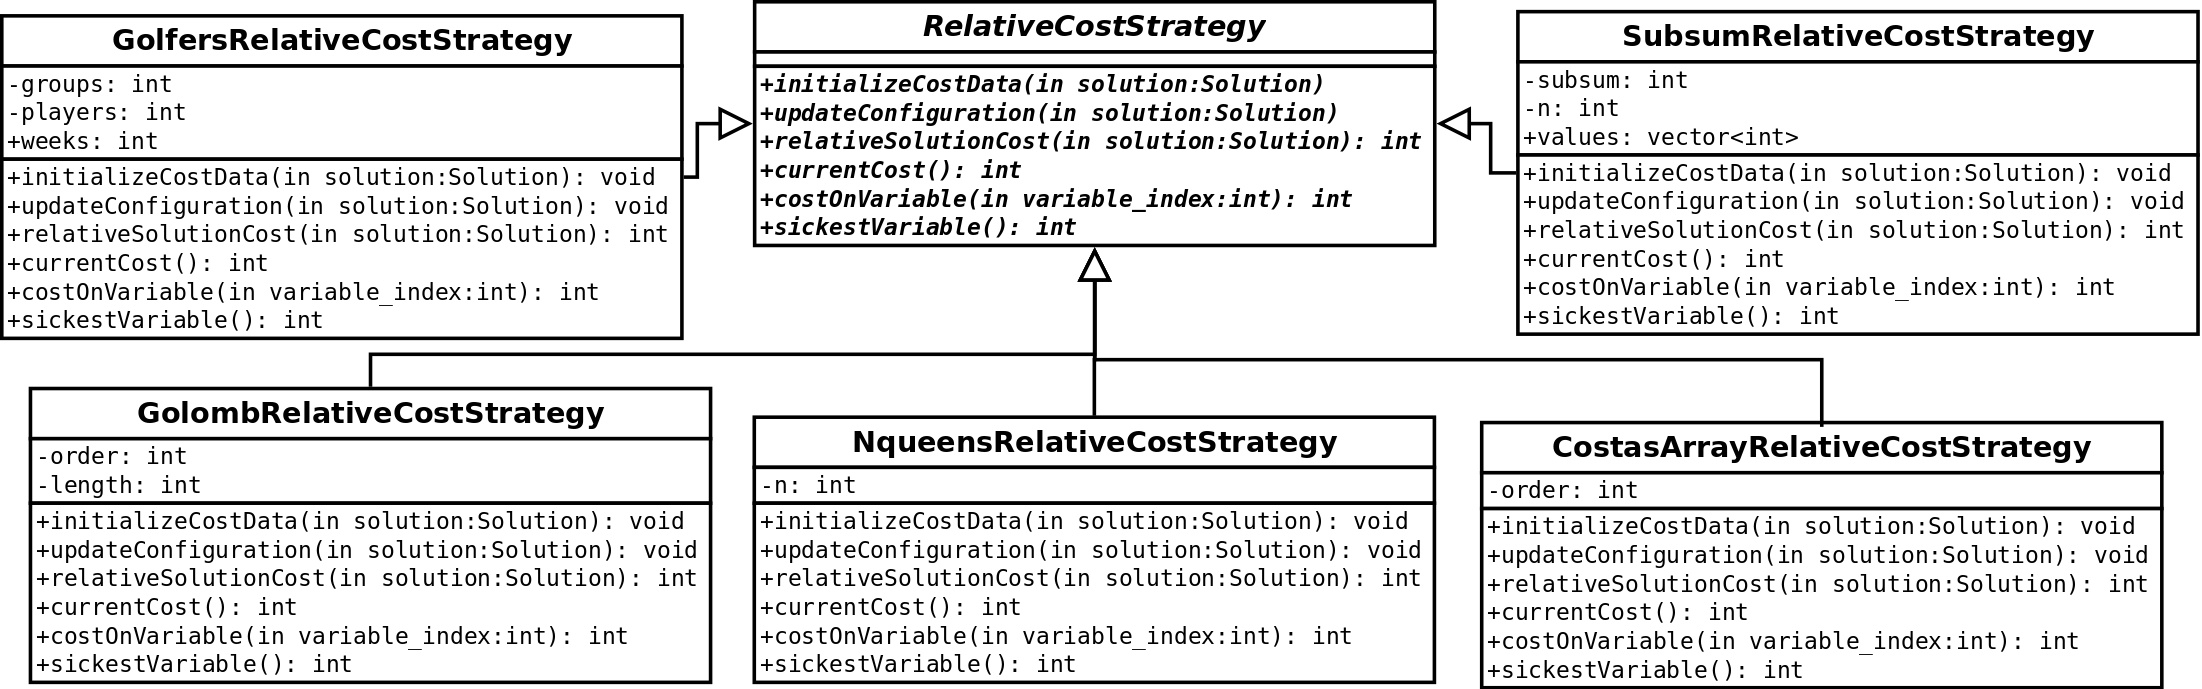 GolfersRelativeCostStrategy
-groups: int
-players: int
+weeks: int
+initializeCostData(in solution:Solution): void
+updateConfiguration(in solution:Solution): void
+relativeSolutionCost(in solution:Solution): int
+currentCost(): int
+costOnVariable(in variable_index:int): int
+sickestVariable(): int
RelativeCostStrategy
+initializeCostData(in solution:Solution)
+updateConfiguration(in solution:Solution)
+relativeSolutionCost(in solution:Solution): int
+currentCost(): int
+costOnVariable(in variable_index:int): int
+sickestVariable(): int
SubsumRelativeCostStrategy
-subsum: int
-n: int
+values: vector<int>
+initializeCostData(in solution:Solution): void
+updateConfiguration(in solution:Solution): void
+relativeSolutionCost(in solution:Solution): int
+currentCost(): int
+costOnVariable(in variable_index:int): int
+sickestVariable(): int
GolombRelativeCostStrategy
-order: int
-length: int
+initializeCostData(in solution:Solution): void
+updateConfiguration(in solution:Solution): void
+relativeSolutionCost(in solution:Solution): int
+currentCost(): int
+costOnVariable(in variable_index:int): int
+sickestVariable(): int
NqueensRelativeCostStrategy
-n: int
+initializeCostData(in solution:Solution): void
+updateConfiguration(in solution:Solution): void
+relativeSolutionCost(in solution:Solution): int
+currentCost(): int
+costOnVariable(in variable_index:int): int
+sickestVariable(): int
CostasArrayRelativeCostStrategy
-order: int
+initializeCostData(in solution:Solution): void
+updateConfiguration(in solution:Solution): void
+relativeSolutionCost(in solution:Solution): int
+currentCost(): int
+costOnVariable(in variable_index:int): int
+sickestVariable(): int